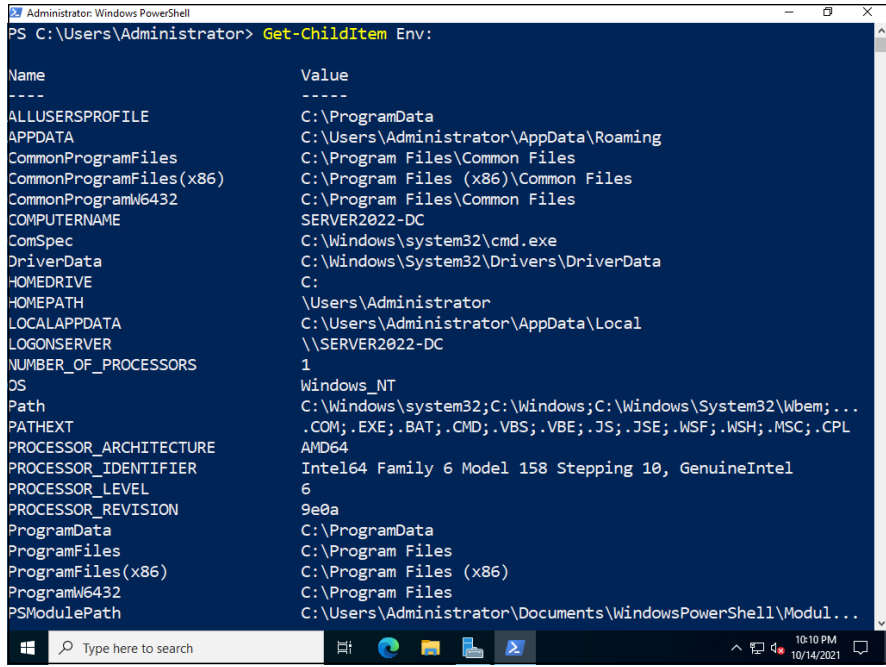 Administrator: Windows PowerShell
PS C:\Users\Administrator> Get-ChildItem Env:
Name Value
---- -----
ALLUSERSPROFILE C:\ProgramData
APPDATA C:\Users\Administrator\AppData\Roaming
CommonProgramFiles C:\Program Files\Common Files
CommonProgramFiles(x86) C:\Program Files (x86)\Common Files
CommonProgramW6432 C:\Program Files\Common Files
COMPUTERNAME SERVER2022-DC
ComSpec C:\Windows\system32\cmd.exe
DriverData C:\Windows\System32\Drivers\DriverData
HOMEDRIVE C:
HOMEPATH \Users\Administrator
LOCALAPPDATA C:\Users\Administrator\AppData\Local
LOGONSERVER \\SERVER2022-DC
NUMBER_OF_PROCESSORS 1
OS Windows_NT
Path C:\Windows\system32;C:\Windows;C:\Windows\System32\Wbem;...
PATHEXT .COM;.EXE;.BAT;.CMD;.VBS;.VBE;.JS;.JSE;.WSF;.WSH;.MSC;.CPL
PROCESSOR_ARCHITECTURE AMD64
PROCESSOR_IDENTIFIER Intel64 Family 6 Model 158 Stepping 10, GenuineIntel
PROCESSOR_LEVEL 6
PROCESSOR_REVISION 9e0a
ProgramData C:\ProgramData
ProgramFiles C:\Program Files
ProgramFiles(x86) C:\Program Files (x86)
ProgramW6432 C:\Program Files
PSModulePath C:\Users\Administrator\Documents\WindowsPowerShell\Modul...
Type here to search
10:10 PM
10/14/2021